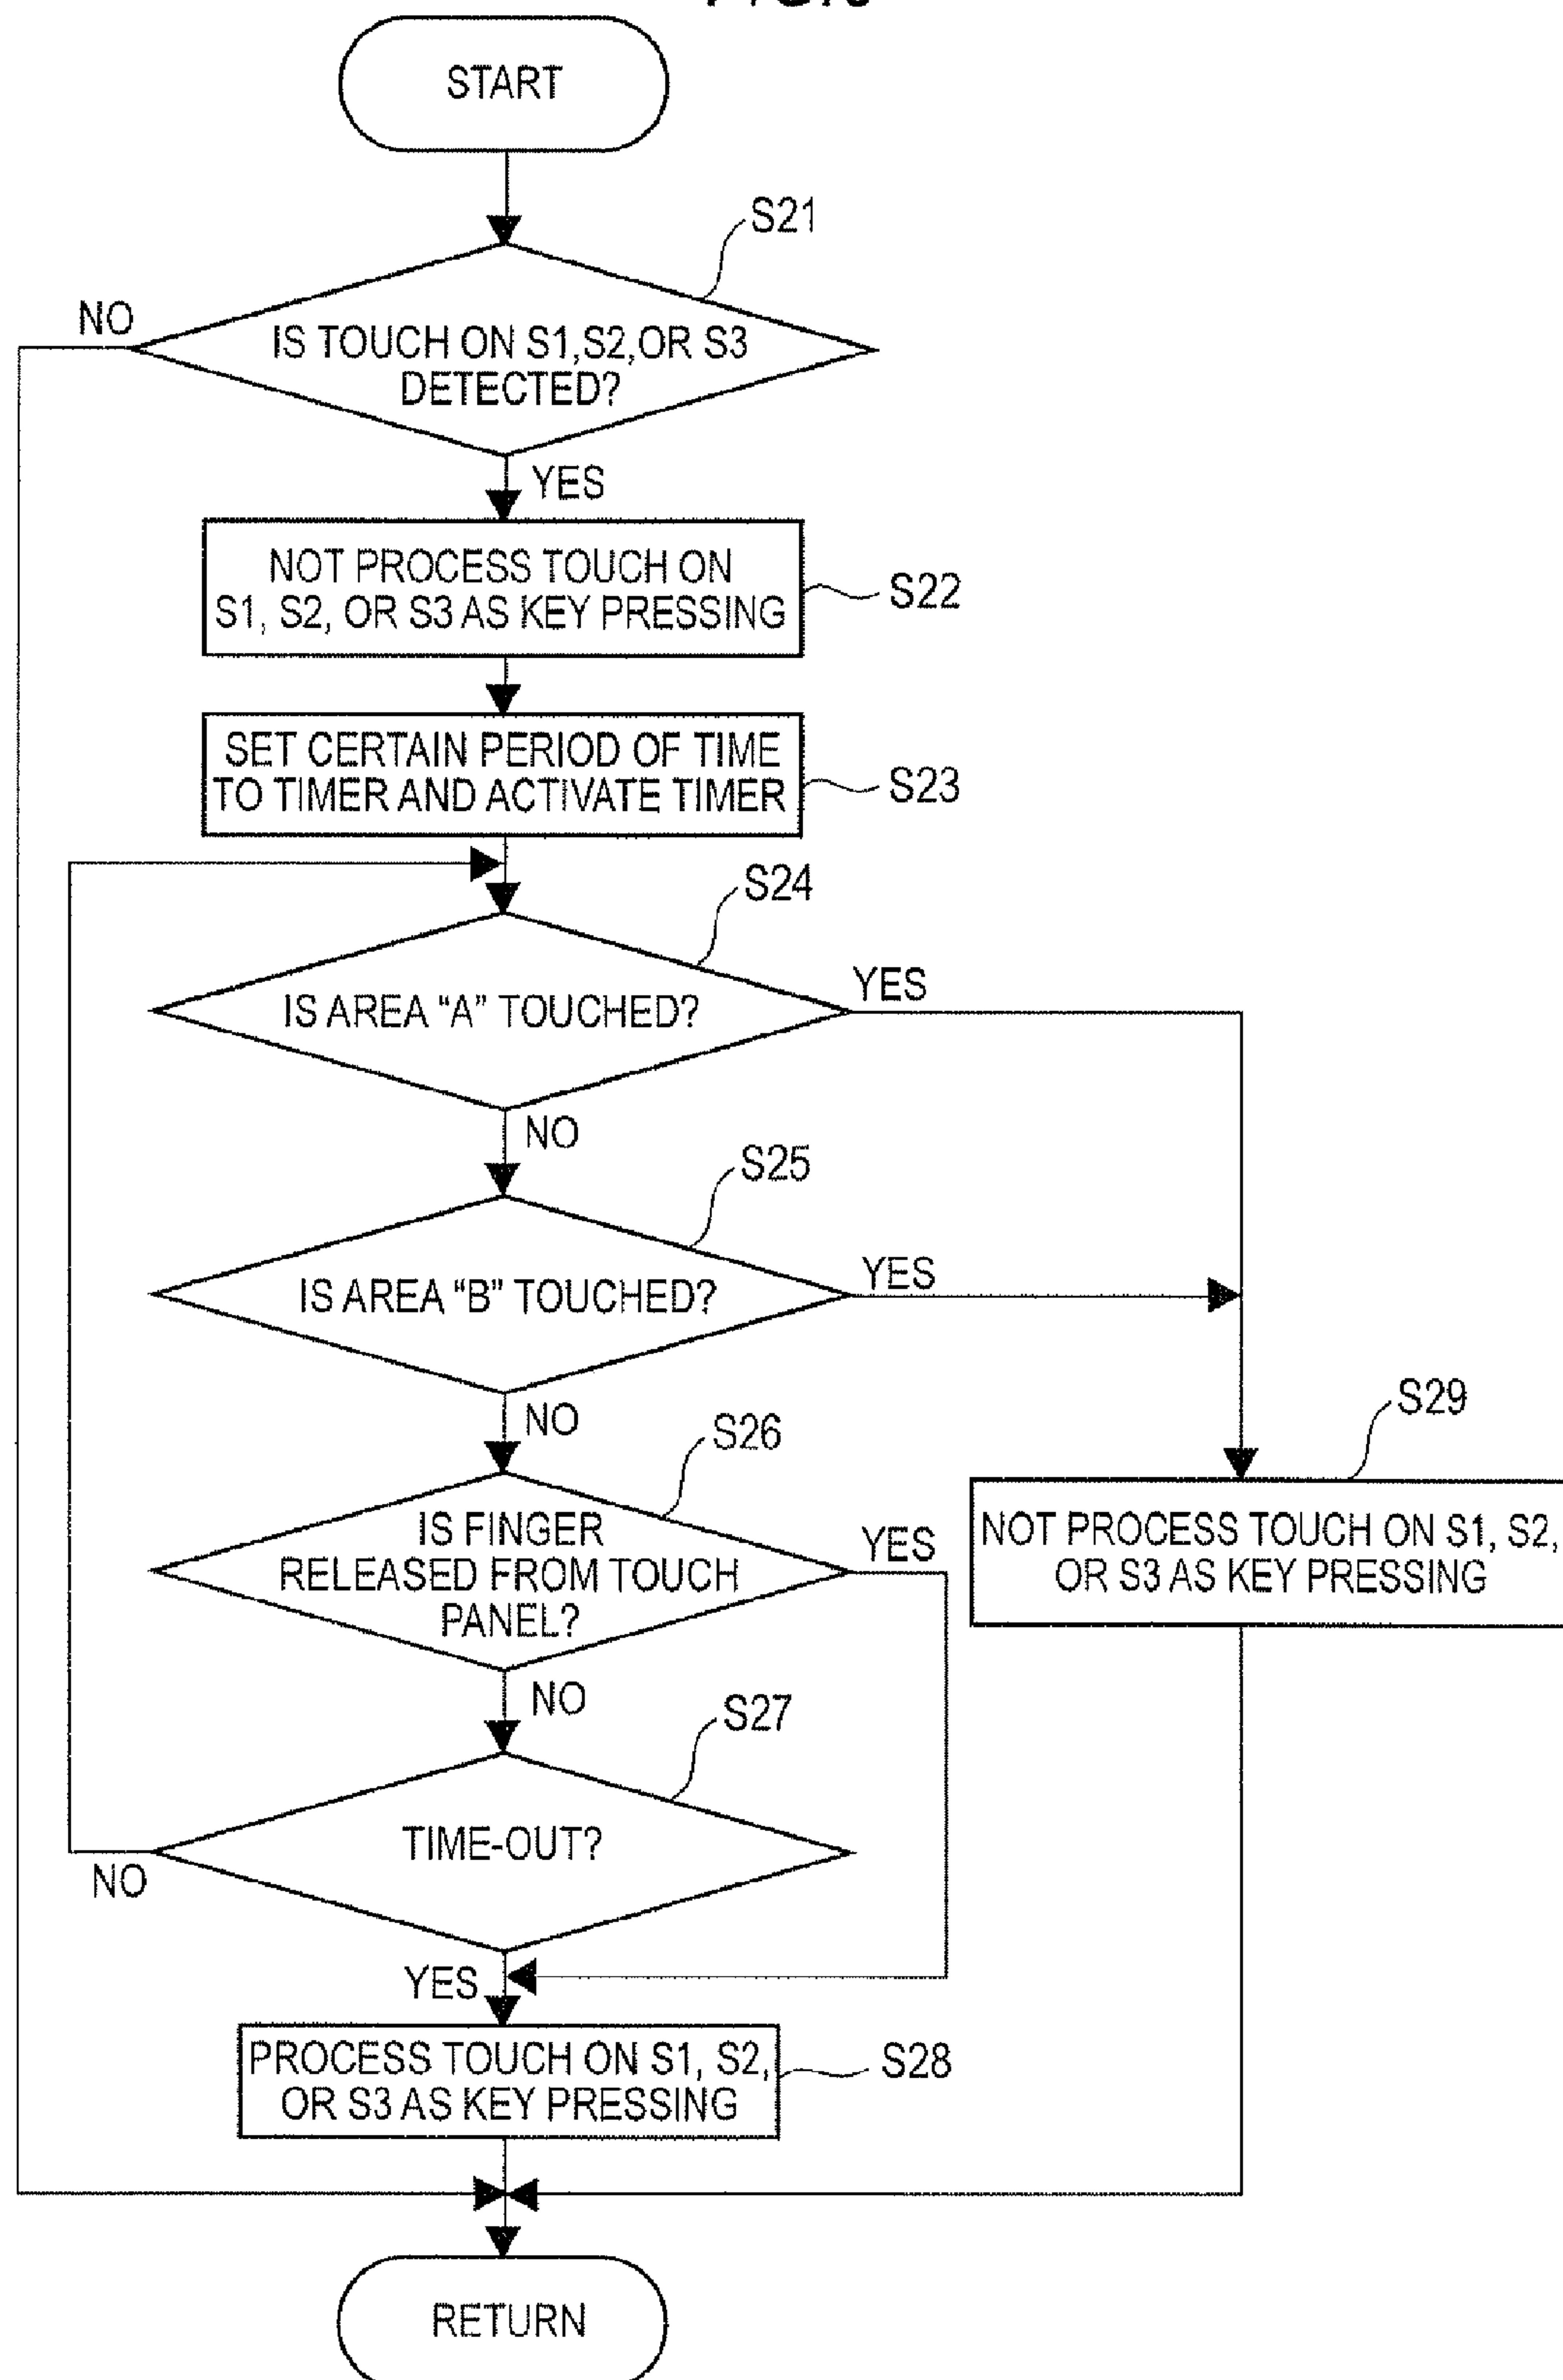 START
S21
NO
IS TOUCH ON S1,S2,OR S3
DETECTED?
YES
NOT PROCESS TOUCH ON
S1, S2, OR S3 AS KEY PRESSING
S22
SET CERTAIN PERIOD OF TIME
TO TIMER AND ACTIVATE TIMER
S23
S24
IS AREA “A” TOUCHED?
YES
NO
S25
IS AREA “B” TOUCHED?
YES
NO
S26
IS FINGER
RELEASED FROM TOUCH
PANEL?
YES
S29
NOT PROCESS TOUCH ON S1, S2,
OR S3 AS KEY PRESSING
NO
S27
TIME-OUT?
NO
YES
PROCESS TOUCH ON S1, S2,
OR S3 AS KEY PRESSING
S28
RETURN